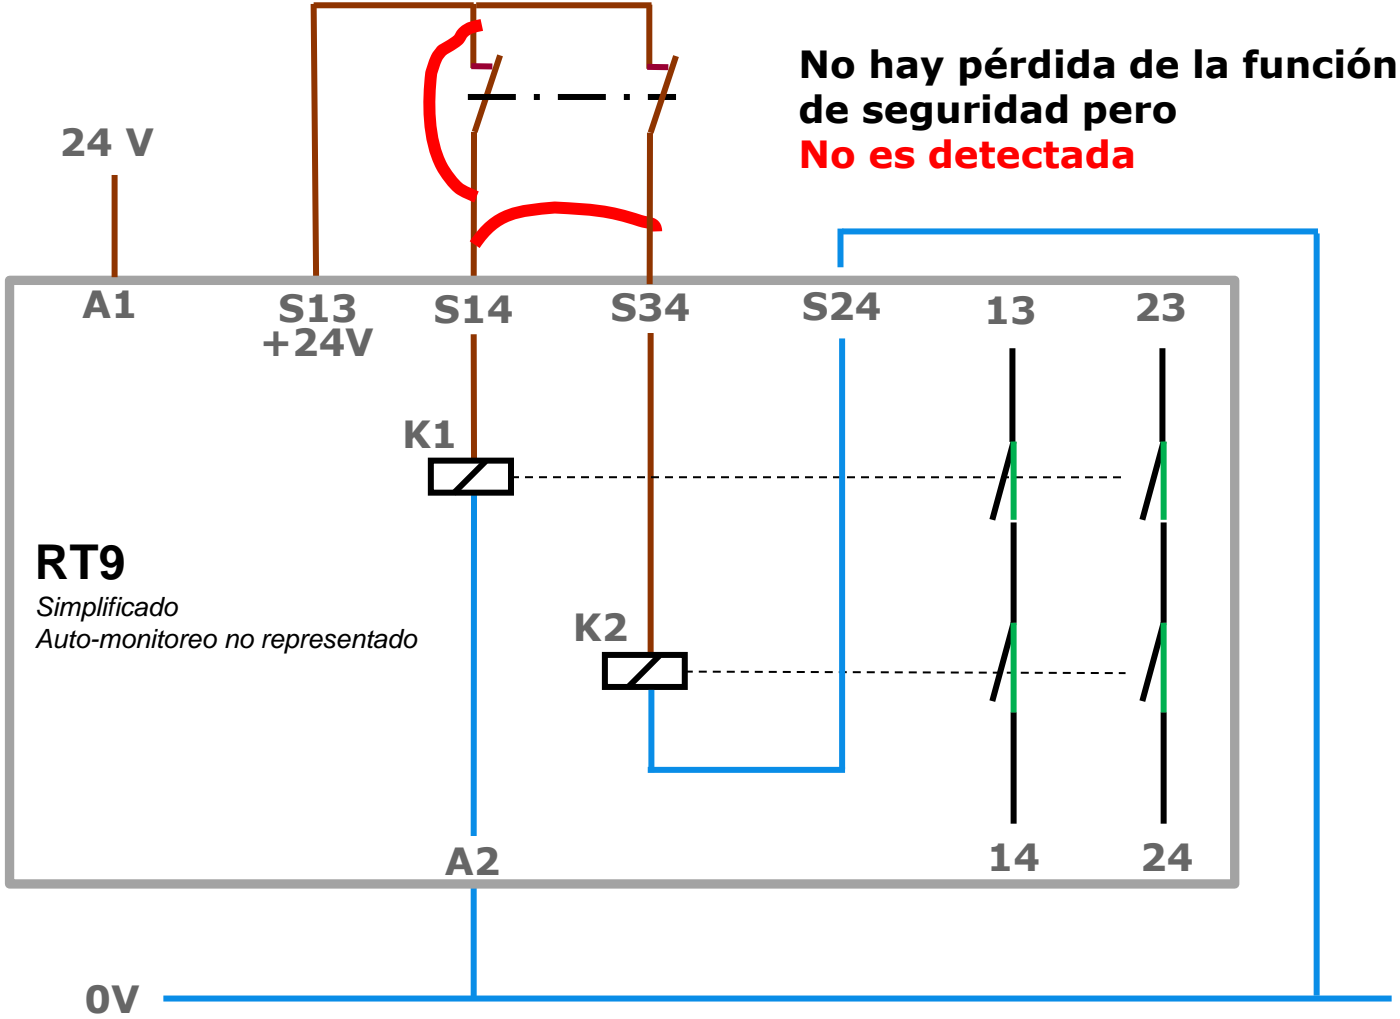 No hay pérdida de la función
de seguridad pero
No es detectada
24 V
A1
S13
+24V
S14
S34
S24
13
23
K1
RT9
Simplificado
Auto-monitoreo no representado
K2
A2
14
24
0V